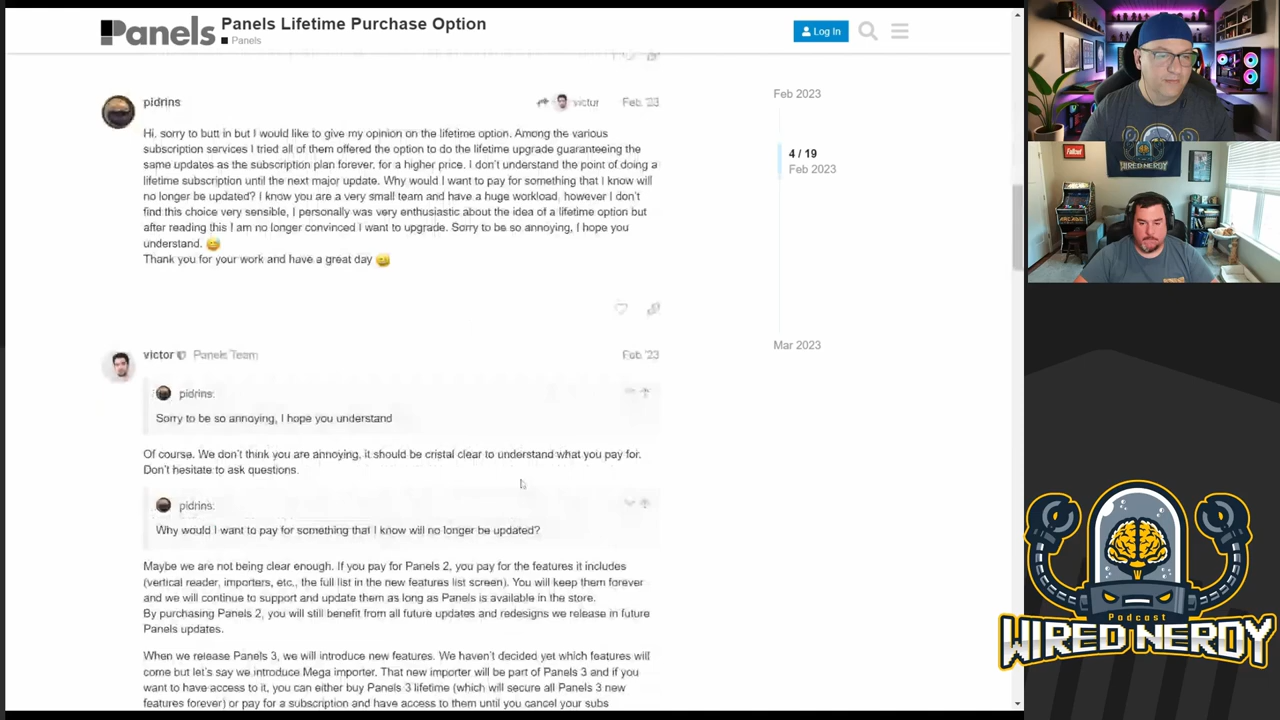 Panels
Panels Lifetime Purchase Option
Panels
Log In
pidrins
victur
Feb '23
Hi, sorry to butt in but I would like to give my opinion on the lifetime option. Among the various
subscription services I tried all of them offered the option to do the lifetime upgrade guaranteeing the
same updates as the subscription plan forever, for a higher price. I don't understand the point of doing a
lifetime subscription until the next major update. Why would I want to pay for something that I know will
no longer be updated? I know you are a very small team and have a huge workload, however I don't
find this choice very sensible, I personally was very enthusiastic about the idea of a lifetime option but
after reading this I am no longer convinced I want to upgrade. Sorry to be so annoying, I hope you
understand.
Thank you for your work and have a great day
victor
Panels Team
Feb '23
pidrins:
Sorry to be so annoying, I hope you understand
Of course. We don't think you are annoying, it should be cristal clear to understand what you pay for.
Don't hesitate to ask questions.
pidrins:
Why would I want to pay for something that I know will no longer be updated?
Maybe we are not being clear enough. If you pay for Panels 2, you pay for the features it includes
(vertical reader, importers, etc., the full list in the new features list screen). You will keep them forever
and we will continue to support and update them as long as Panels is available in the store.
By purchasing Panels 2, you will still benefit from all future updates and redesigns we release in future
Panels updates.
When we release Panels 3, we will introduce new features. We haven't decided yet which features will
come but let's say we introduce Mega importer. That new importer will be part of Panels 3 and if you
want to have access to it, you can either buy Panels 3 lifetime (which will secure all Panels 3 new
features forever) or pay for a subscription and have access to them until you cancel your subs
Feb 2023
4 / 19
Feb 2023
Mar 2023
WIRED NERDY
Fallout
Podcast
WIRED NERDY